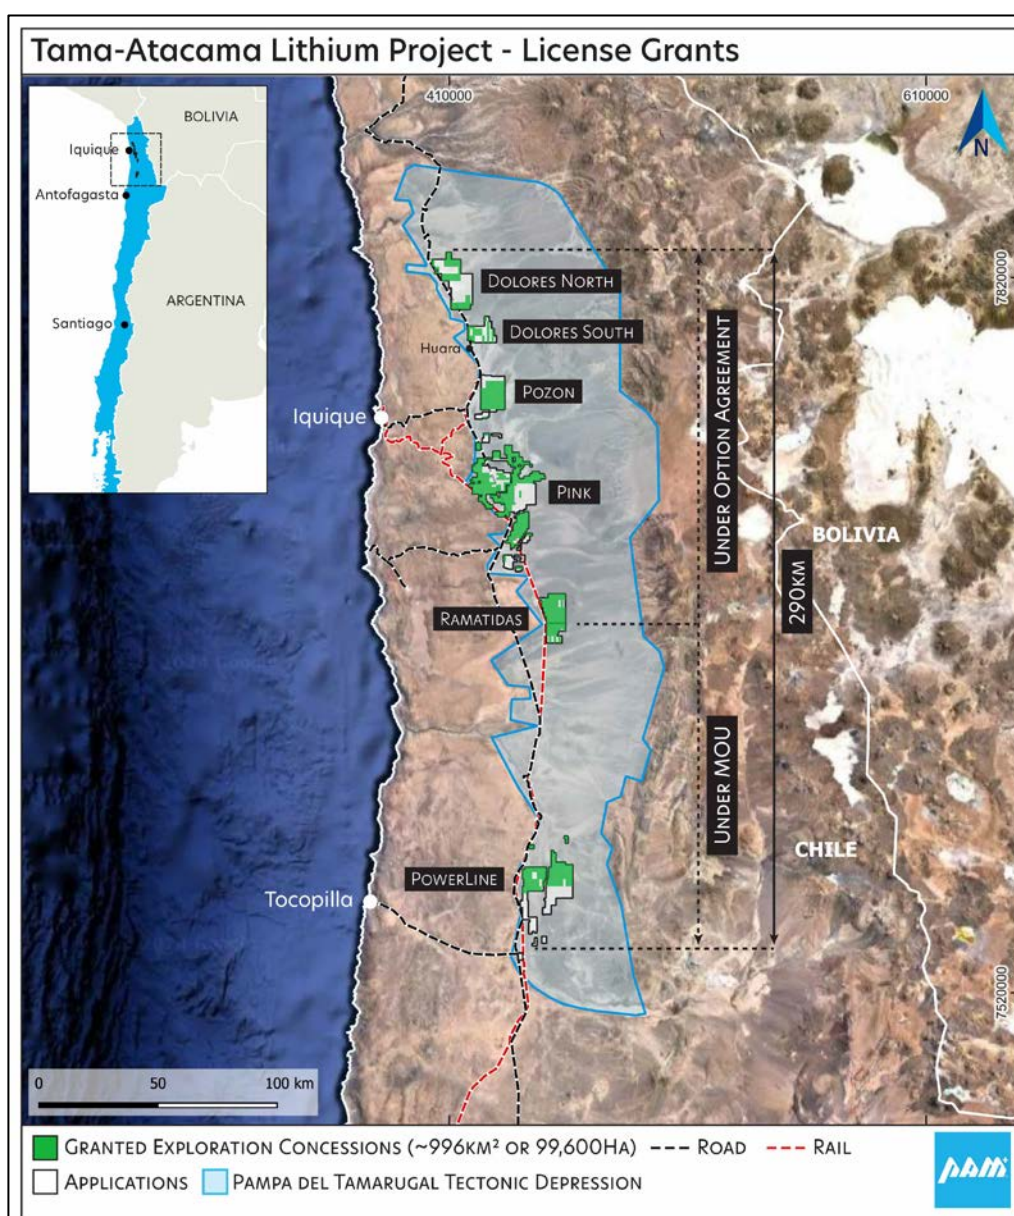 Tama-Atacama Lithium Project - License Grants
410000
610000
BOLIVIA
Iquique
Antofagasta
ARGENTINA
Santiago
N
7820000
DOLORES NORTH
DOLORES SOUTH
Huara
POZON
Iquique
PINK
UNDER OPTION AGREEMENT
BOLIVIA
290KM
RAMATIDAS
UNDER MOU
CHILE
POWERLINE
Tocopilla
7520000
0 50 100 km
GRANTED EXPLORATION CONCESSIONS (~996KM² OR 99,600HA)
ROAD
RAIL
APPLICATIONS
PAMPA DEL TAMARUGAL TECTONIC DEPRESSION
PAM